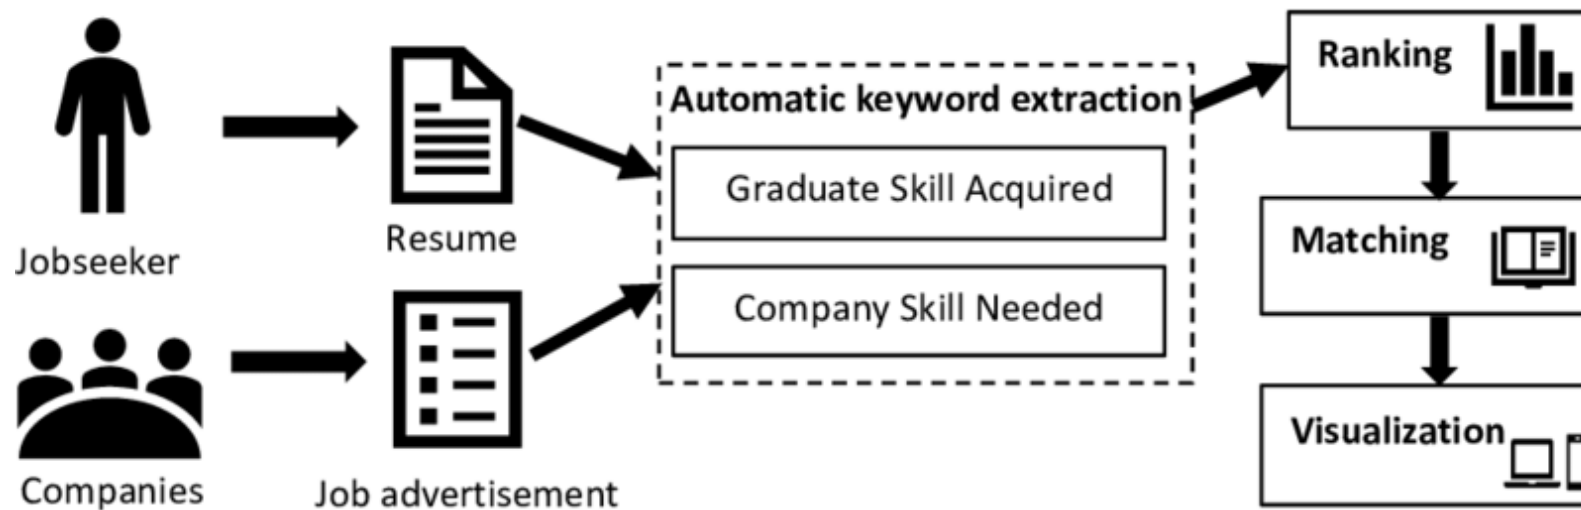 Jobseeker
Resume
Companies
Job advertisement
Automatic keyword extraction
Graduate Skill Acquired
Company Skill Needed
Ranking
Matching
Visualization